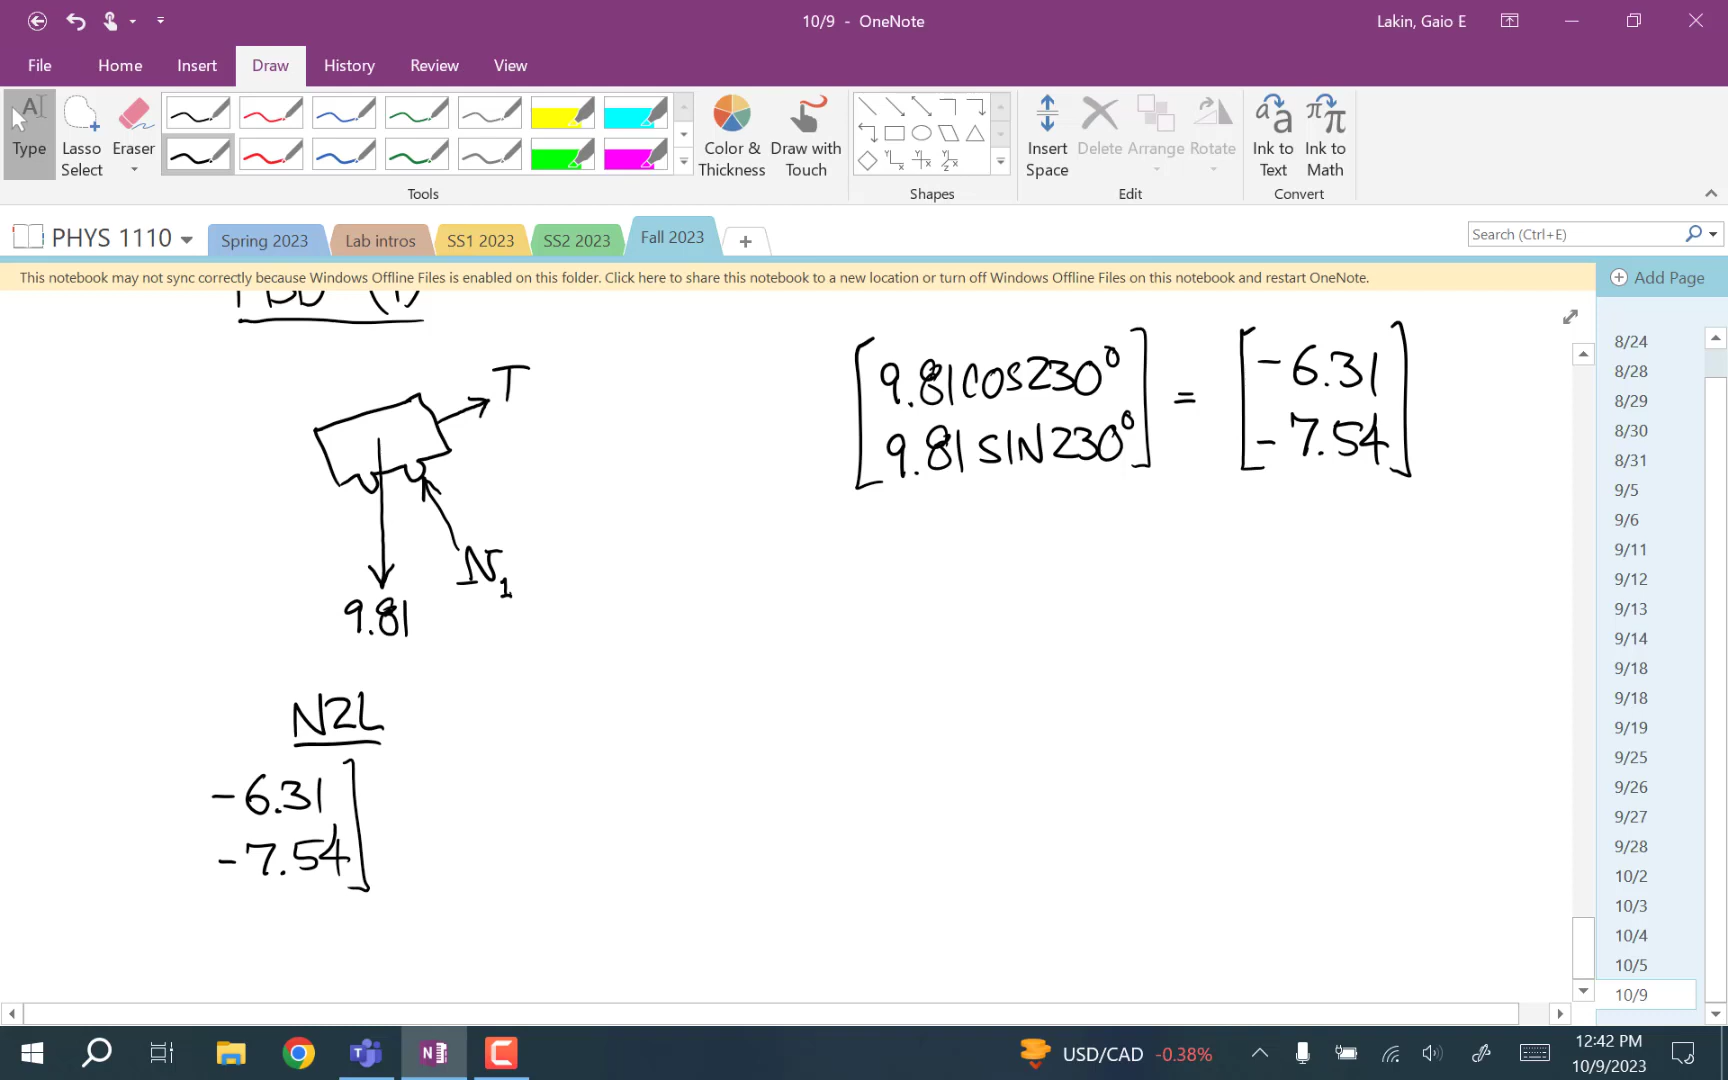 10/9 - OneNote
Lakin, Gaio E
File Home Insert Draw History Review View
Type
Lasso Select
Eraser
Color & Thickness
Draw with Touch
Insert Space
Delete
Arrange
Rotate
Ink to Text
Ink to Math
Tools Shapes Edit Convert
PHYS 1110
Spring 2023 Lab intros SS1 2023 SS2 2023 Fall 2023
Search (Ctrl+E)
This notebook may not sync correctly because Windows Offline Files is enabled on this folder. Click here to share this notebook to a new location or turn off Windows Offline Files on this notebook and restart OneNote.
Add Page
T
9.81
N₁
[9.81 cos230°
9.81 SIN 230°]
=
[-6.31
-7.54]
N2L
-6.31
-7.54]
8/24
8/28
8/29
8/30
8/31
9/5
9/6
9/11
9/12
9/13
9/14
9/18
9/18
9/19
9/25
9/26
9/27
9/28
10/2
10/3
10/4
10/5
10/9
USD/CAD -0.38%
12:42 PM
10/9/2023